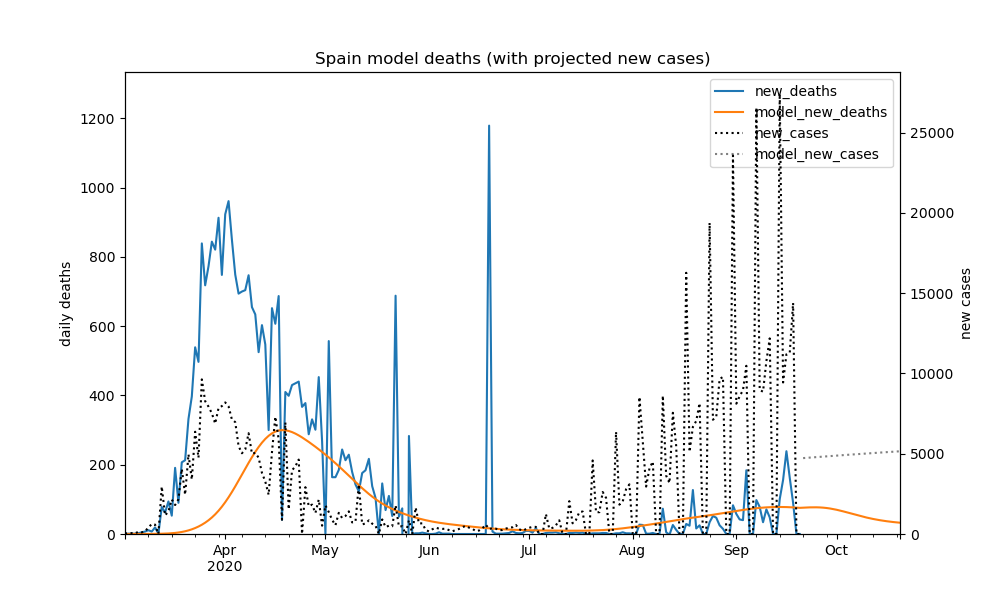 Spain model deaths (with projected new cases)
new_deaths
model_new_deaths
new_cases
model_new_cases
daily deaths
1200
1000
800
600
400
200
0
25000
20000
15000
10000
5000
0
new cases
Apr
2020
May
Jun
Jul
Aug
Sep
Oct